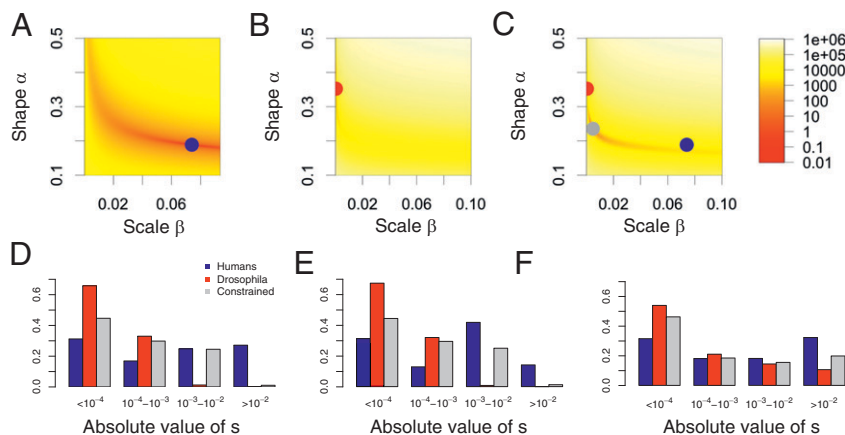 A
B
C
Shape α
0.5
0.3
0.1
0.02
0.06
Scale β
Shape α
0.5
0.3
0.1
0.02
0.06
0.10
Scale β
Shape α
0.5
0.3
0.1
0.02
0.06
0.10
Scale β
1e+06
1e+05
10000
1000
100
10
1
0.1
0.01
D
E
F
Humans
Drosophila
Constrained
0.6
0.4
0.2
0.0
<10⁻⁴
10⁻⁴–10⁻³
10⁻³–10⁻²
>10⁻²
Absolute value of s
0.6
0.4
0.2
0.0
<10⁻⁴
10⁻⁴–10⁻³
10⁻³–10⁻²
>10⁻²
Absolute value of s
0.6
0.4
0.2
0.0
<10⁻⁴
10⁻⁴–10⁻³
10⁻³–10⁻²
>10⁻²
Absolute value of s